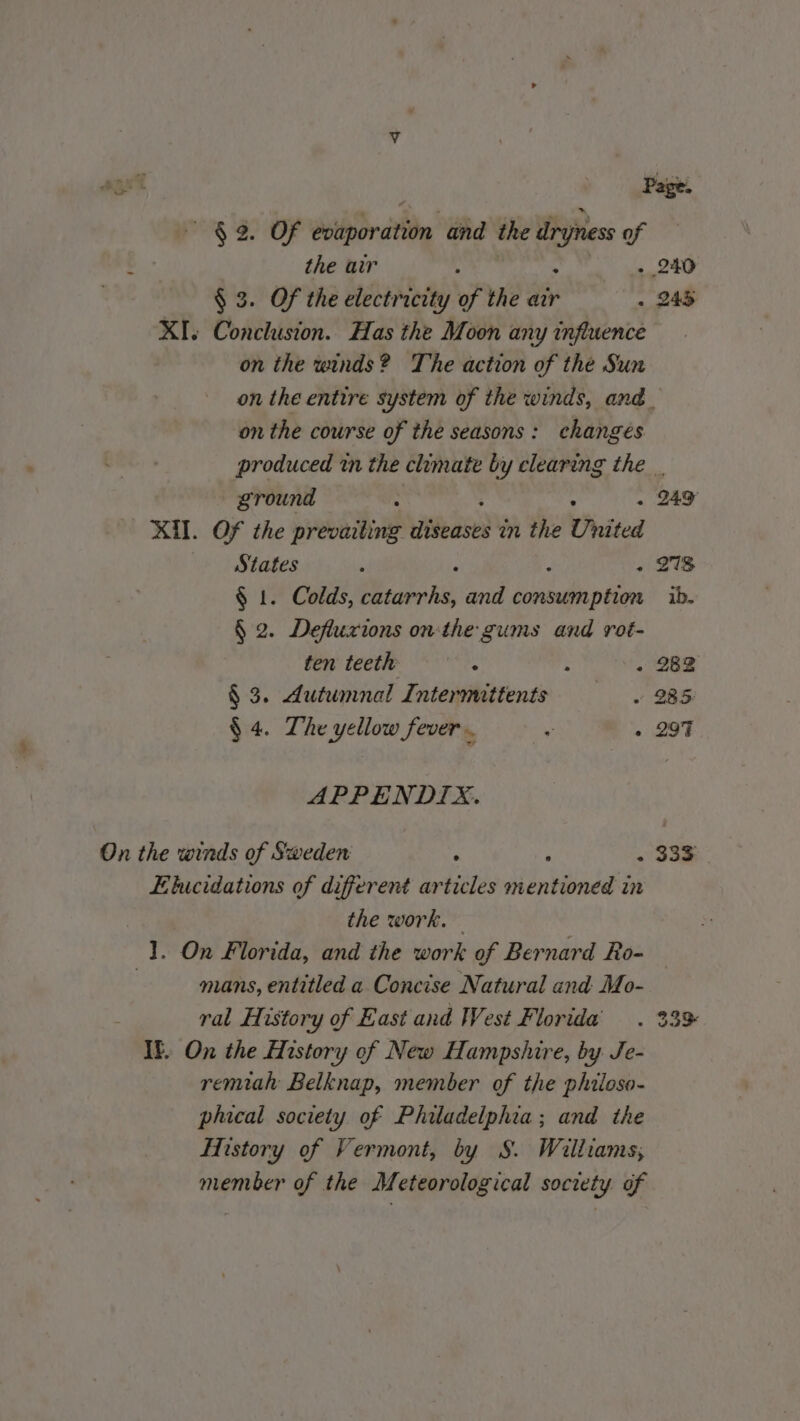 v
Page.
§ 2. Of evaporation and the dryness of
the air . . . 240
§ 3. Of the electricity of the air . 245
XI. Conclusion. Has the Moon any influence
on the winds? The action of the Sun
on the entire system of the winds, and
on the course of the seasons: changes
produced in the climate by clearing the
ground . . . . 249
XII. Of the prevailing diseases in the United
States . . . . 278
§ 1. Colds, catarrhs, and consumption ib.
§ 2. Defluxions on the gums and rot-
ten teeth . . . 282
§ 3. Autumnal Intermittents . 285
§ 4. The yellow fever . . 297
APPENDIX.
On the winds of Sweden . . . 333
Elucidations of different articles mentioned in
the work.
I. On Florida, and the work of Bernard Ro-
mans, entitled a Concise Natural and Mo-
ral History of East and West Florida . 339
II. On the History of New Hampshire, by Je-
remiah Belknap, member of the philoso-
phical society of Philadelphia; and the
History of Vermont, by S. Williams,
member of the Meteorological society of